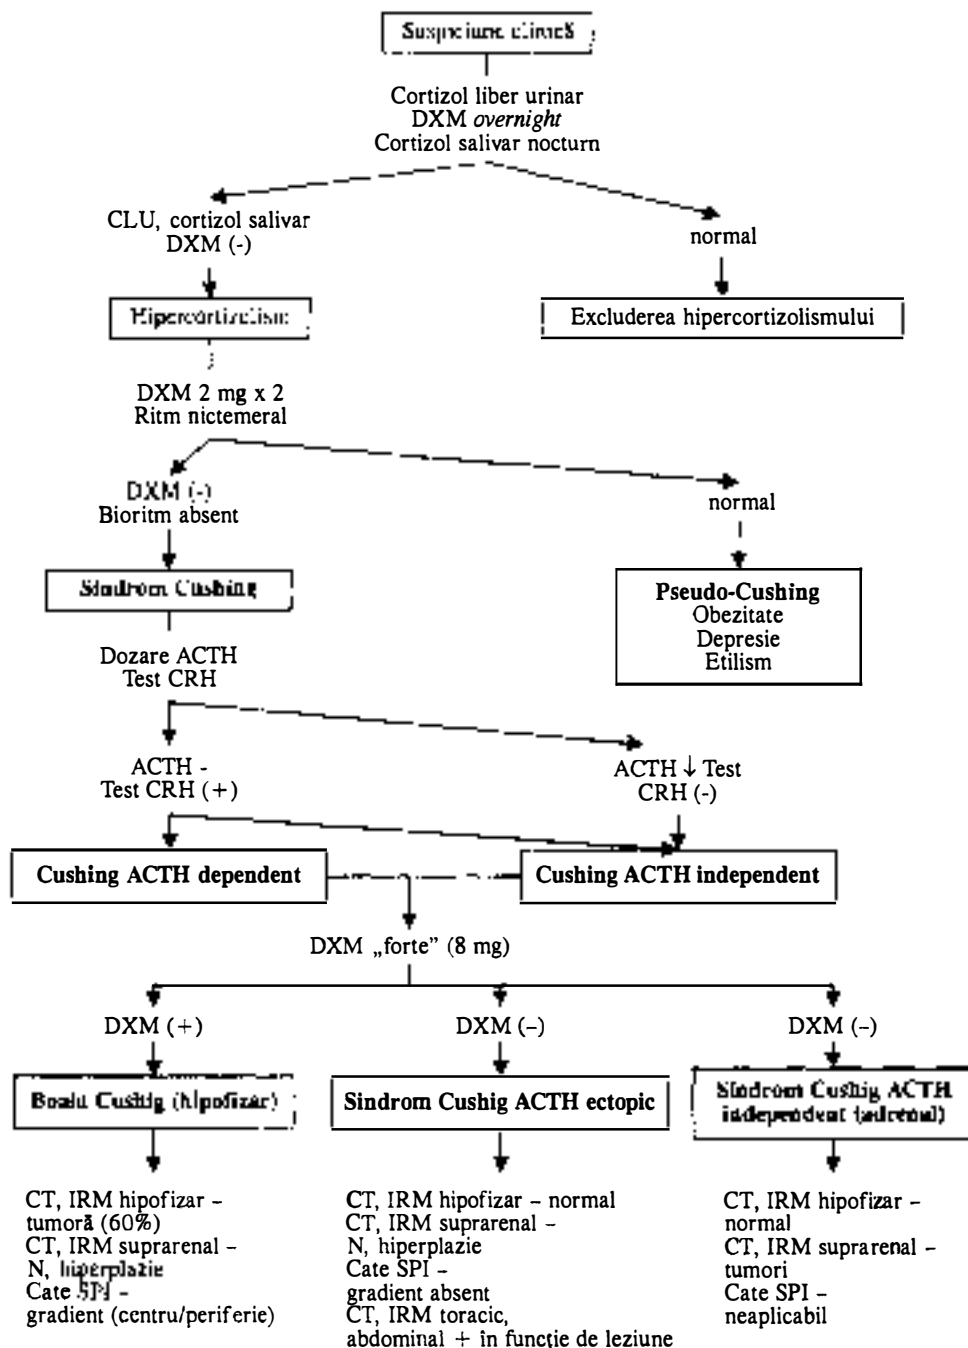 Suspiciune clinică
Cortizol liber urinar
DXM overnight
Cortizol salivar nocturn
CLU, cortizol salivar
DXM (-)
normal
Hipercortizolism
Excluderea hipercortizolismului
DXM 2 mg x 2
Ritm nictemeral
DXM (-)
Bioritm absent
normal
Sindrom Cushing
Pseudo-Cushing
Obezitate
Depresie
Etilism
Dozare ACTH
Test CRH
ACTH -
Test CRH (+)
ACTH ↓ Test
CRH (-)
Cushing ACTH dependent
Cushing ACTH independent
DXM „forte” (8 mg)
DXM (+)
DXM (–)
DXM (–)
Boala Cushig (hipofizar)
Sindrom Cushig ACTH ectopic
Sindrom Cushig ACTH
independent (adrenal)
CT, IRM hipofizar –
tumoră (60%)
CT, IRM suprarenal –
N, hiperplazie
Cate SPI –
gradient (centru/periferie)
CT, IRM hipofizar – normal
CT, IRM suprarenal –
N, hiperplazie
Cate SPI –
gradient absent
CT, IRM toracic,
abdominal + în funcție de leziune
CT, IRM hipofizar –
normal
CT, IRM suprarenal –
tumori
Cate SPI –
neaplicabil